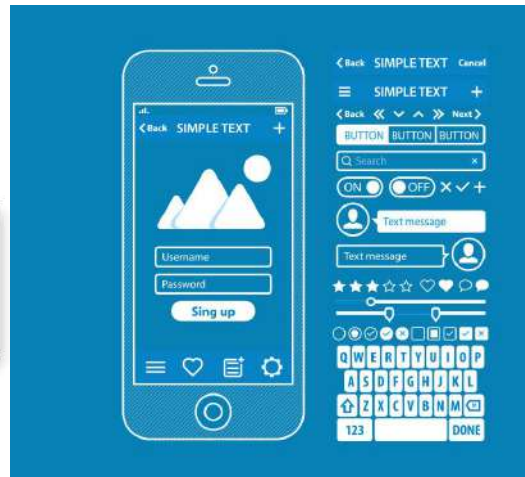 < Back SIMPLE TEXT +
Username
Password
Sing up
< Back SIMPLE TEXT Cancel
SIMPLE TEXT +
< Back Next >
BUTTON BUTTON BUTTON
Search
ON OFF
Text message
Text message
Q W E R T Y U I O P
A S D F G H J K L
Z X C V B N M
123 DONE